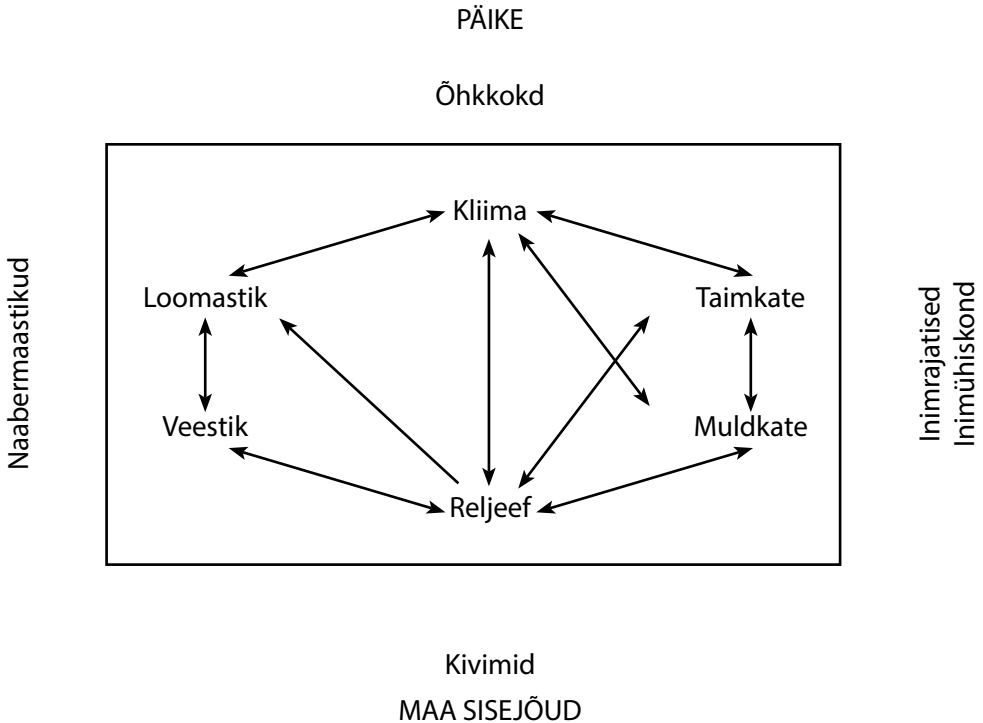 PÄIKE
Õhkkokd
Naabermaastikud
Kliima
Loomastik
Taimkate
Veestik
Muldkate
Reljeef
Inimrajatised
Inimühiskond
Kivimid
MAA SISEJÕUD